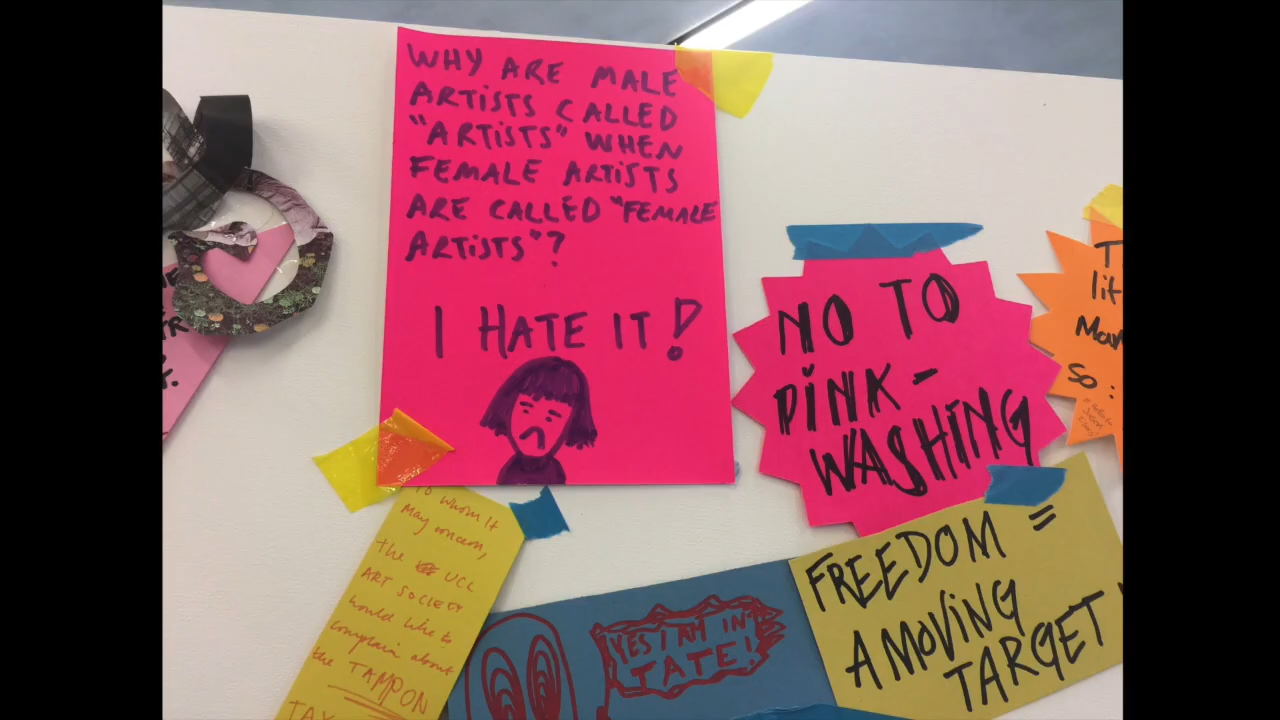 WHY ARE MALE
ARTISTS CALLED
"ARTISTS" WHEN
FEMALE ARTISTS
ARE CALLED "FEMALE
ARTISTS"?
I HATE IT!
NO TO
PINK-
WASHING
lit
so:
FREEDOM =
A MOVING
TARGET
To whom it
may concern,
the UCL
ART SOCIETY
would like to
complain about
the TAMPON
TAX
YES I AM IN
TATE!